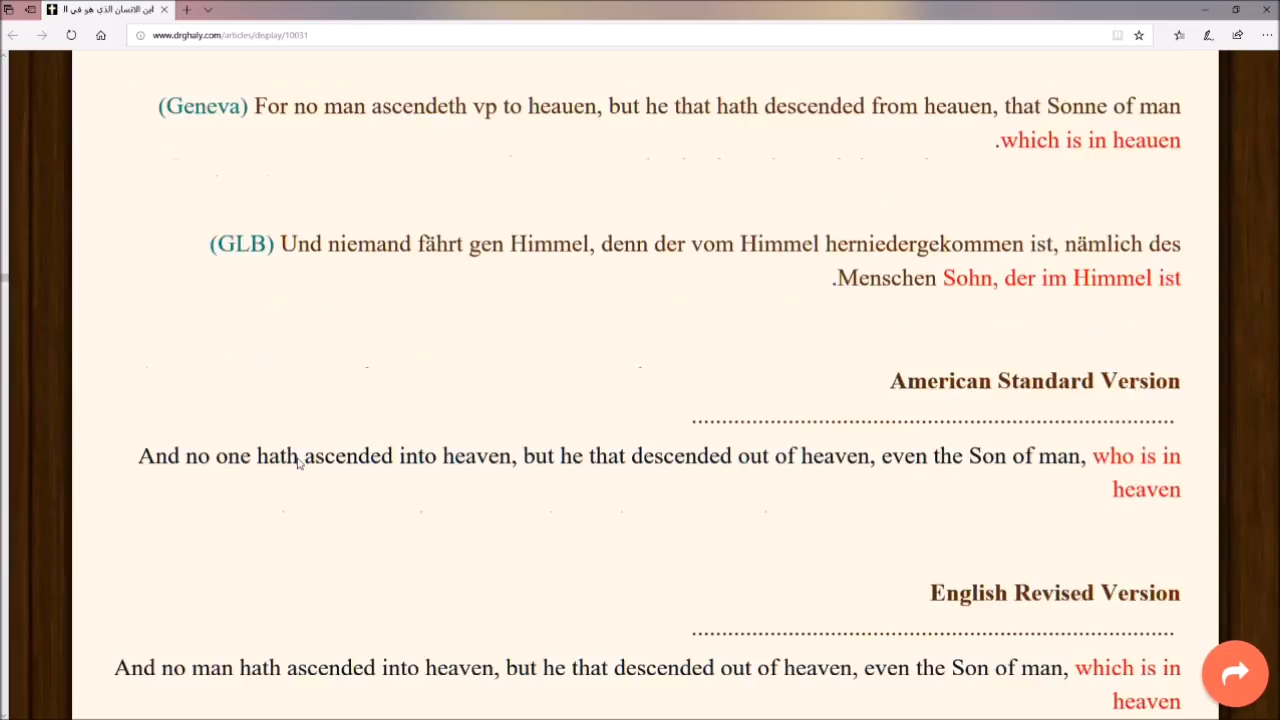 اين الانسان الذي هو في ال
www.drghaly.com/articles/display/10031
(Geneva) For no man ascendeth vp to heauen, but he that hath descended from heauen, that Sonne of man
.which is in heauen
(GLB) Und niemand fährt gen Himmel, denn der vom Himmel herniedergekommen ist, nämlich des
.Menschen Sohn, der im Himmel ist
American Standard Version
................................................................................
And no one hath ascended into heaven, but he that descended out of heaven, even the Son of man, who is in
heaven
English Revised Version
................................................................................
And no man hath ascended into heaven, but he that descended out of heaven, even the Son of man, which is in
heaven